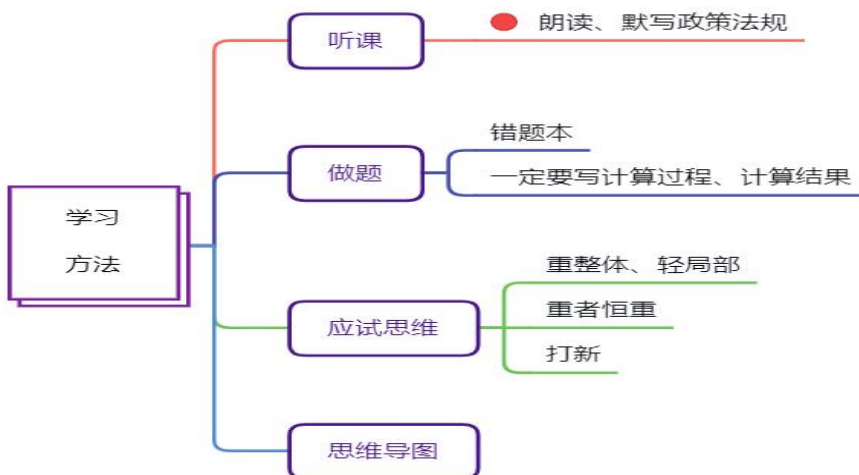 学习
方法
听课
朗读、默写政策法规
做题
错题本
一定要写计算过程、计算结果
应试思维
重整体、轻局部
重者恒重
打新
思维导图